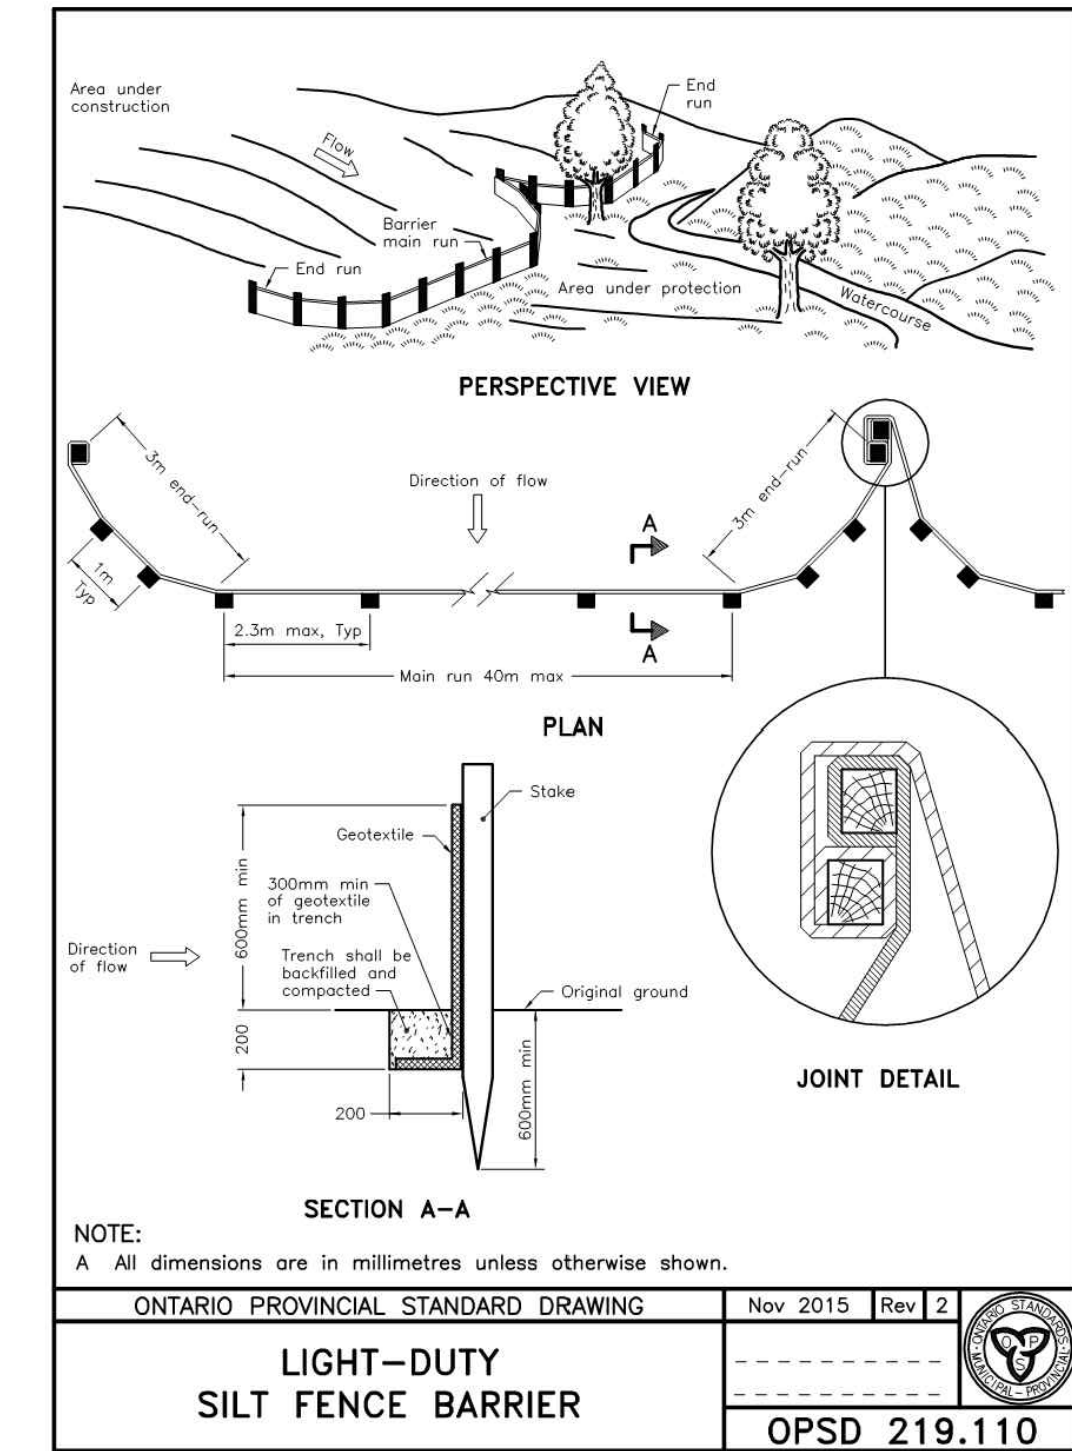 Area under
construction
Flow
End
run
Barrier
main run
End run
Area under protection
Watercourse
PERSPECTIVE VIEW
3m end-run
Direction of flow
3m end-run
A
1m
Typ
A
2.3m max, Typ
Main run 40m max
PLAN
Stake
Geotextile
600mm min
300mm min
of geotextile
in trench
Direction
of flow
Trench shall be
backfilled and
compacted
Original ground
200
600mm min
200
JOINT DETAIL
SECTION A-A
NOTE:
A All dimensions are in millimetres unless otherwise shown.
ONTARIO PROVINCIAL STANDARD DRAWING
Nov 2015
Rev
2
LIGHT-DUTY
SILT FENCE BARRIER
ONTARIO STANDARDS
MUNICIPAL - PROVINCIAL
O P
S
OPSD 219.110